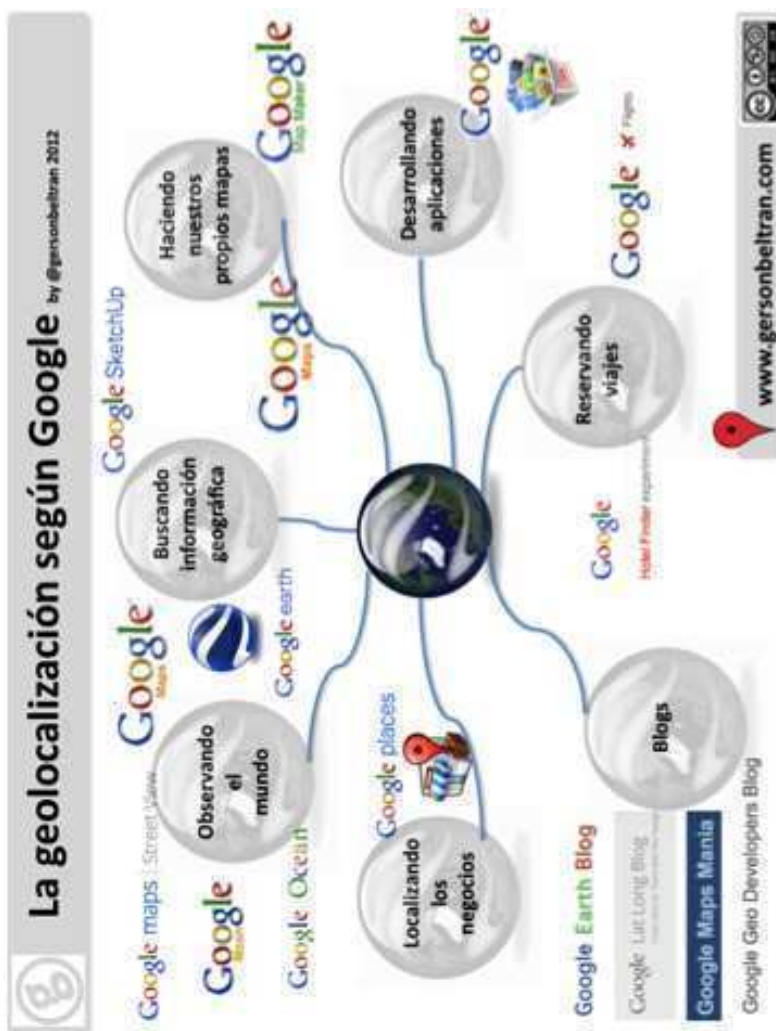 La geolocalización según Google by @gersonbeltran 2012
Google maps | Street View
Google
Moon
Google Ocean
Observando
el
mundo
Google
Maps
Google earth
Buscando
información
geográfica
Google SketchUp
Google
Maps
Haciendo
nuestros
propios mapas
Google
Map Maker
Google places
Localizando
los
negocios
Desarrollando
aplicaciones
Google
Google Earth Blog
Google Lat Long Blog
Google Maps Mania
Google Geo Developers Blog
Blogs
Google
Hotel Finder experiment
Reservando
viajes
Google Flights
www.gersonbeltran.com
cc